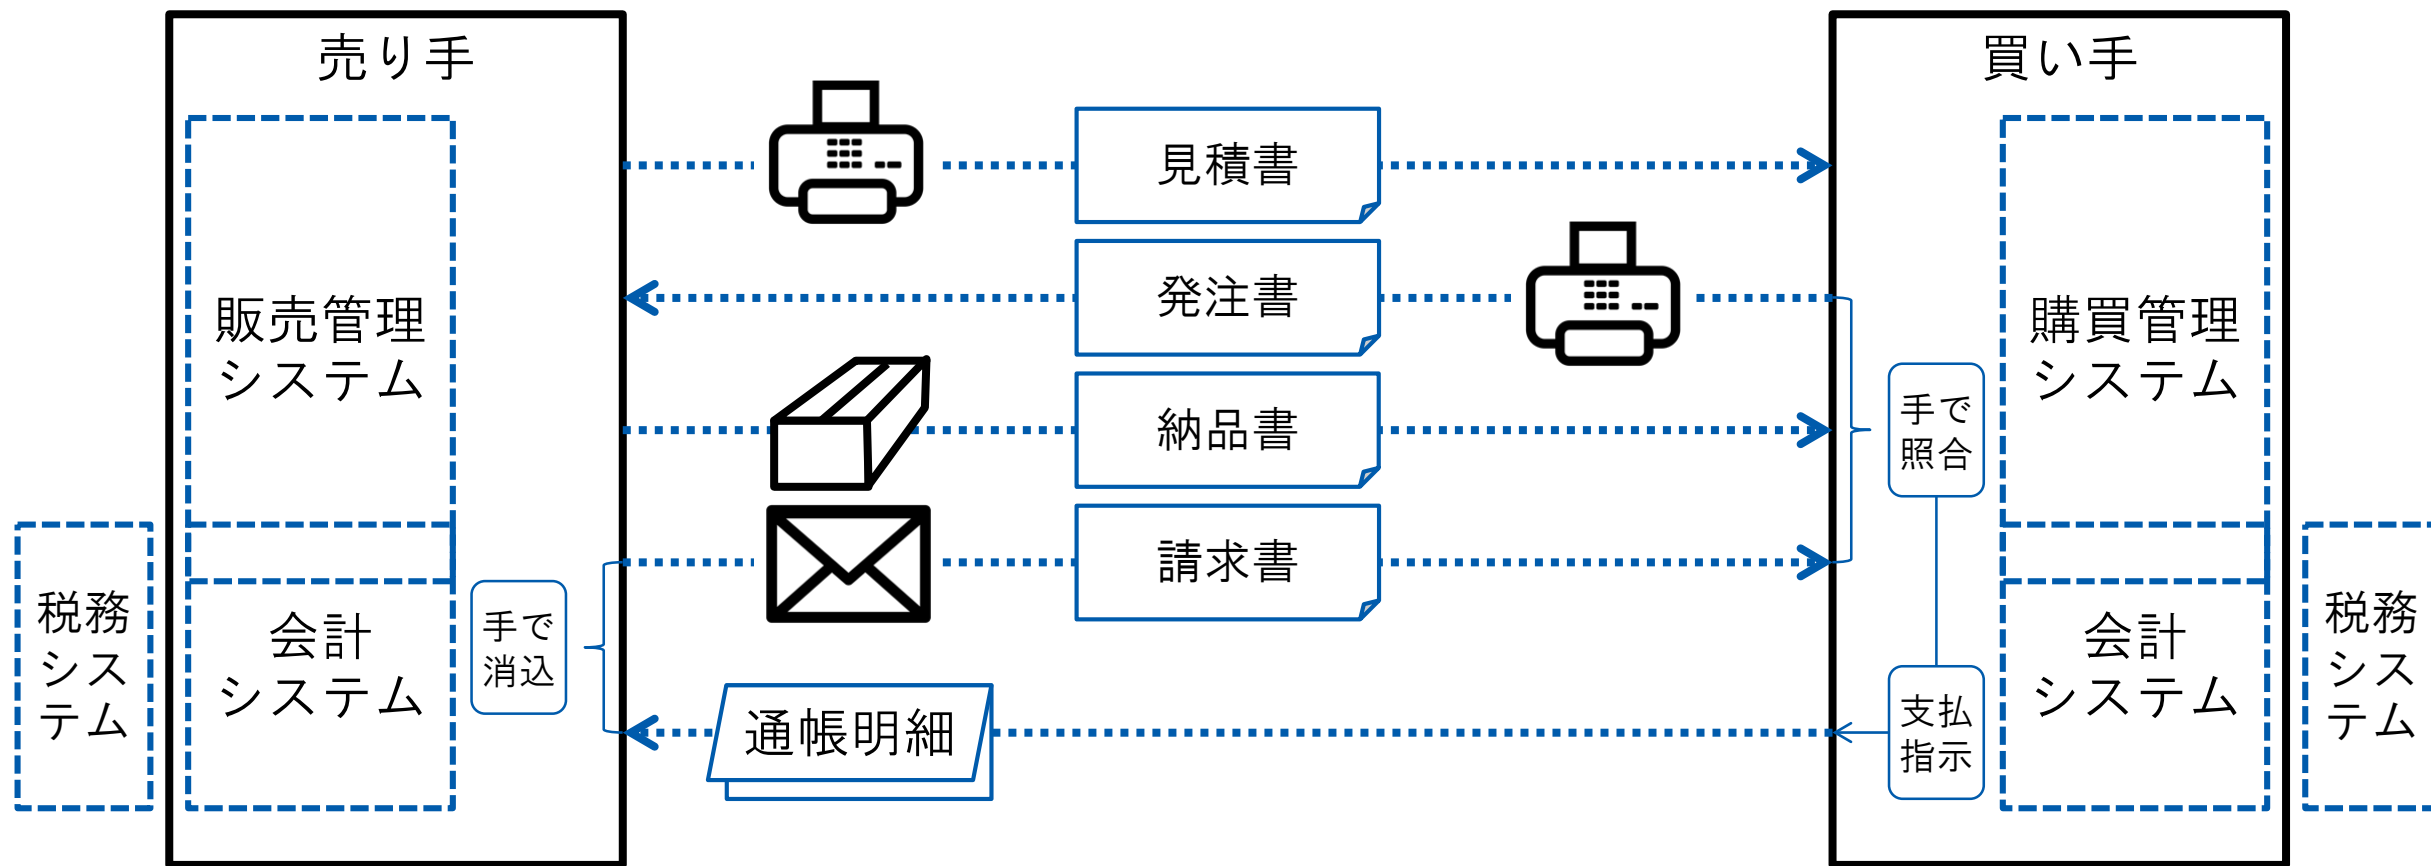 売り手
販売管理
システム
会計
システム
税務
シス
テム
手で
消込
見積書
発注書
納品書
請求書
通帳明細
買い手
購買管理
システム
会計
システム
手で
照合
支払
指示
税務
シス
テム